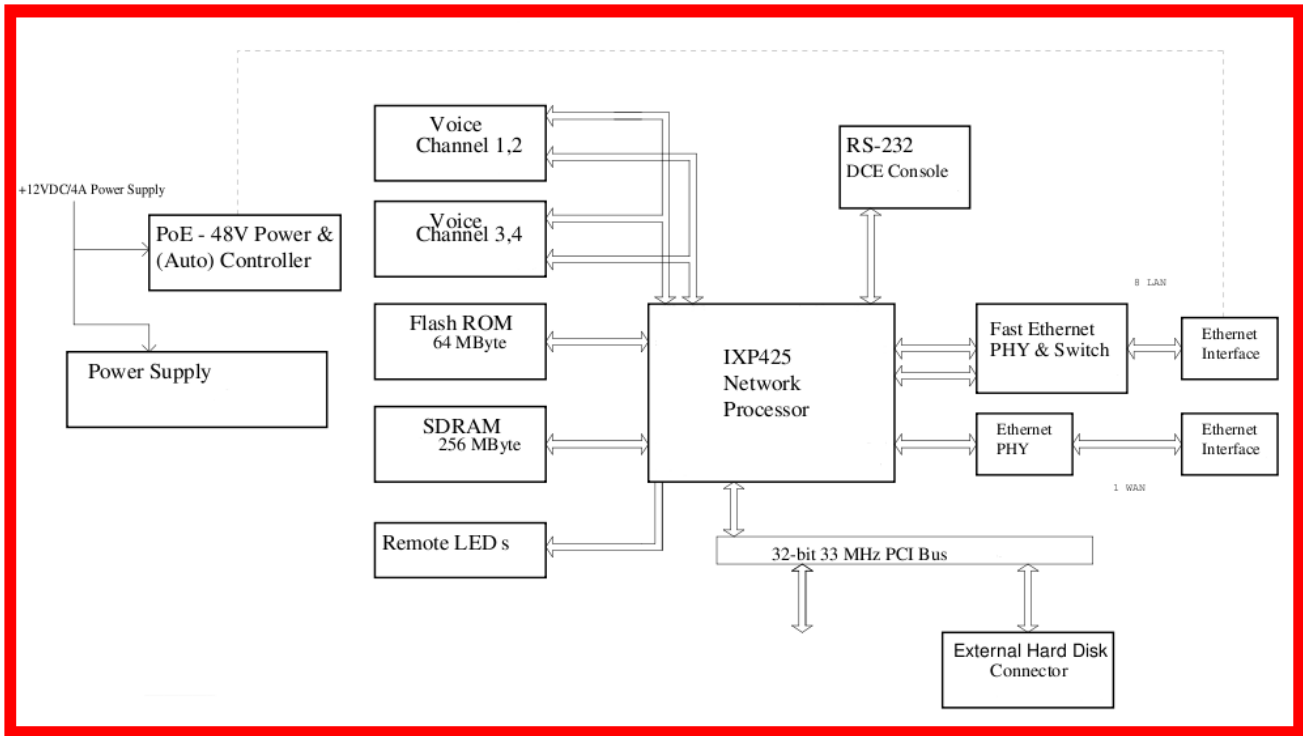 Voice
Channel 1,2
RS-232
DCE Console
+12VDC/4A Power Supply
PoE - 48V Power &
(Auto) Controller
Voice
Channel 3,4
8 LAN
Flash ROM
64 MByte
IXP425
Network
Processor
Fast Ethernet
PHY & Switch
Ethernet
Interface
Power Supply
SDRAM
256 MByte
Ethernet
PHY
Ethernet
Interface
1 WAN
Remote LED s
32-bit 33 MHz PCI Bus
External Hard Disk
Connector